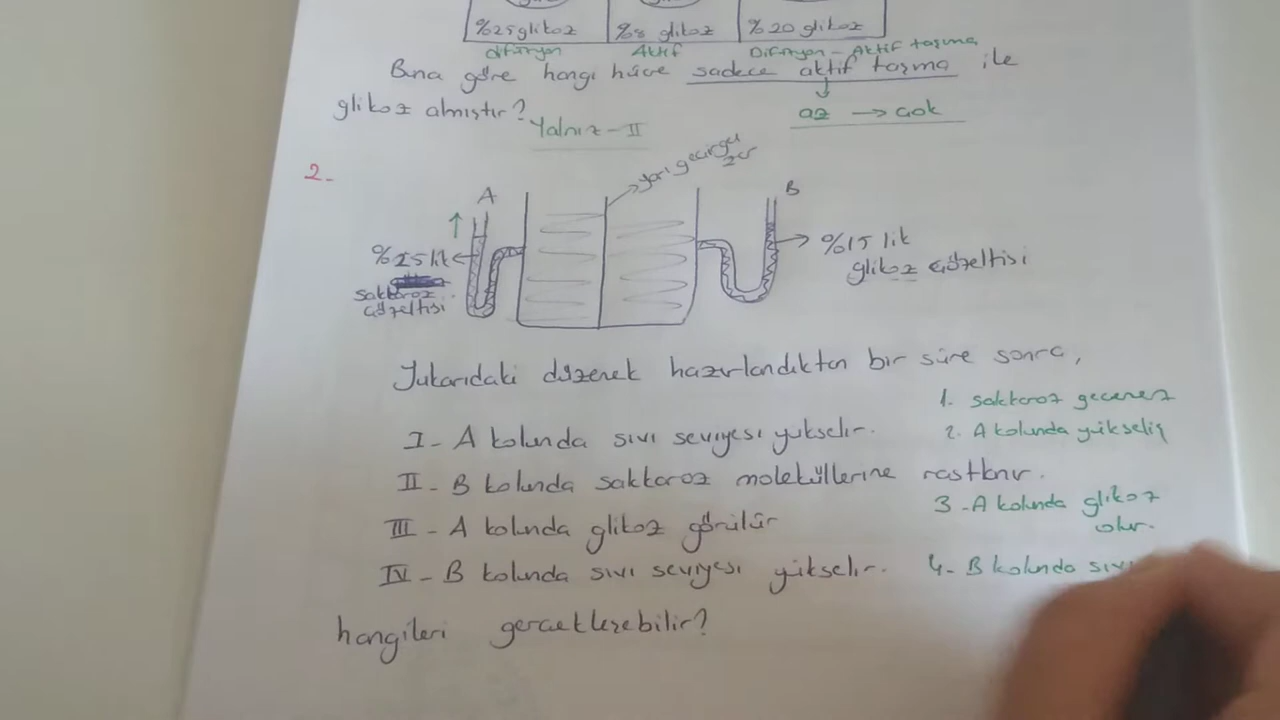 %25 glikoz %8 glikoz %20 glikoz
difüzyon Aktif Difüzyon - Aktif taşıma
Buna göre hangi hücre sadece aktif taşıma ile
glikoz almıştır?
az → çok
Yalnız - II
2-
yarı geçirgen zar
A
B
%25 lik
sakkaroz
çözeltisi
%15 lik
glikoz çözeltisi
Yukarıdaki düzenek hazırlandıktan bir süre sonra,
1. sakkaroz geçemez
I - A kolunda sıvı seviyesi yükselir.
2. A kolunda yükseliş
II - B kolunda sakkaroz moleküllerine rastlanır.
3 - A kolunda glikoz
olur.
III - A kolunda glikoz görülür
IV - B kolunda sıvı seviyesi yükselir.
4- B kolunda sıvı
hangileri gerçekleşebilir?